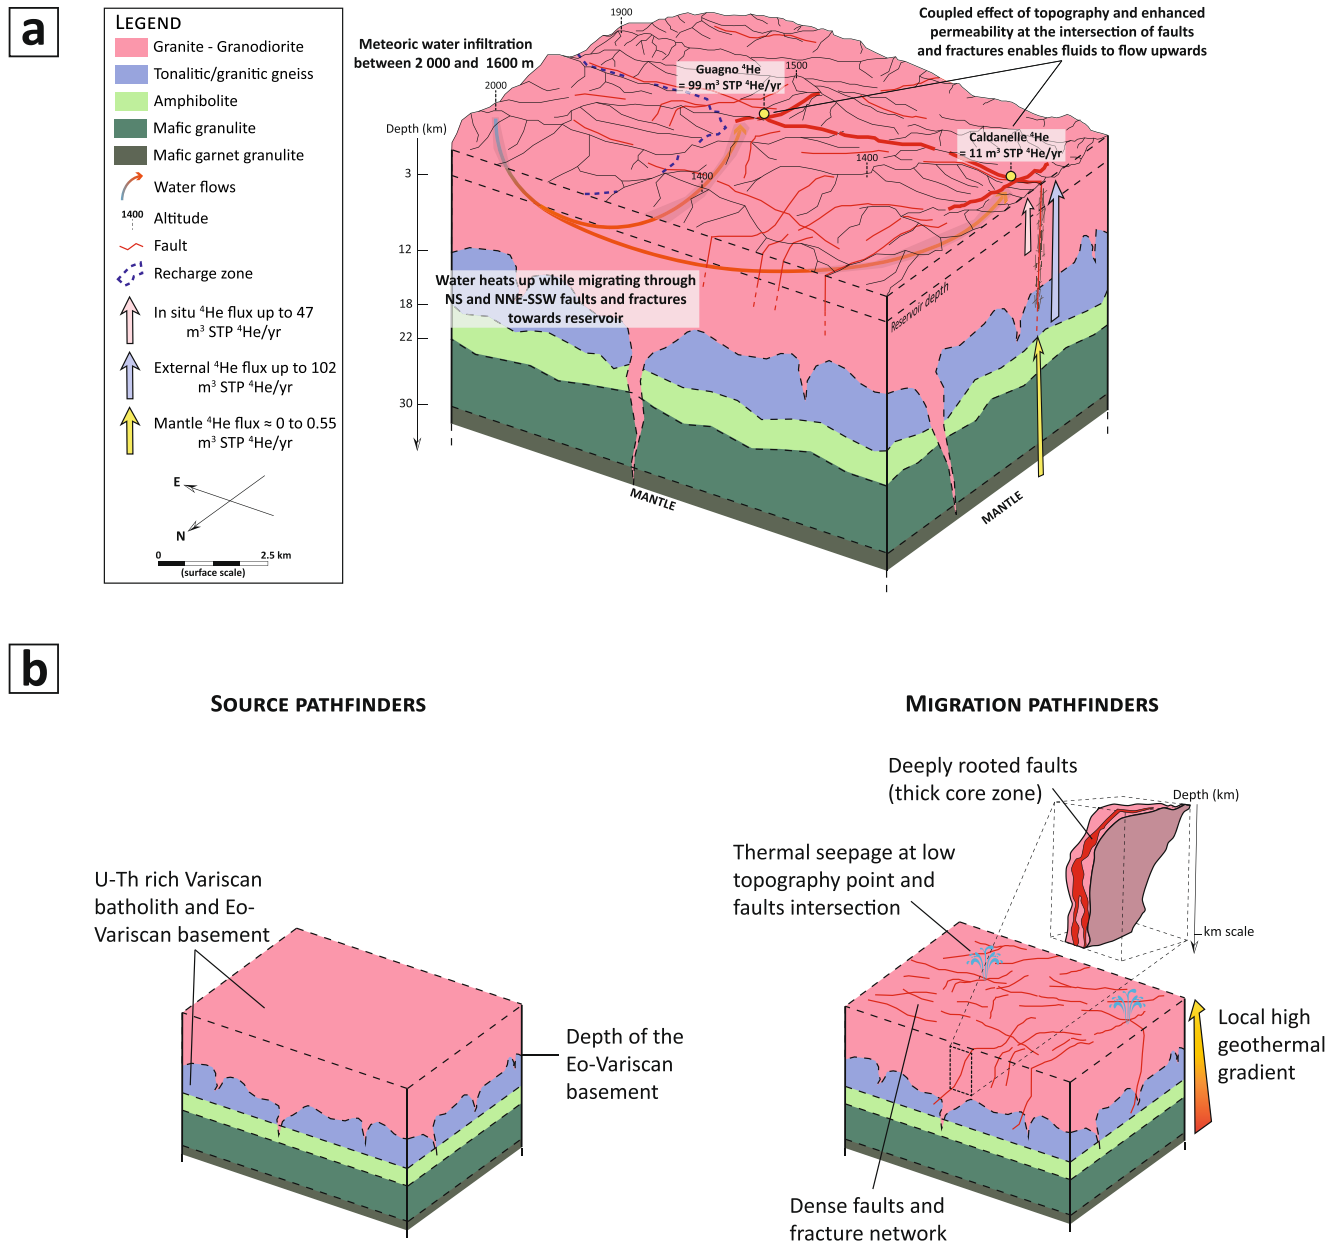 a
LEGEND
Granite - Granodiorite
Tonalitic/granitic gneiss
Amphibolite
Mafic granulite
Mafic garnet granulite
Water flows
1400
Altitude
Fault
Recharge zone
In situ ⁴He flux up to 47
m³ STP ⁴He/yr
External ⁴He flux up to 102
m³ STP ⁴He/yr
Mantle ⁴He flux ≈ 0 to 0.55
m³ STP ⁴He/yr
E
N
0
2.5 km
(surface scale)
Meteoric water infiltration
between 2 000 and 1600 m
1900
2000
Coupled effect of topography and enhanced
permeability at the intersection of faults
and fractures enables fluids to flow upwards
Guagno ⁴He
= 99 m³ STP ⁴He/yr
1500
Caldanelle ⁴He
= 11 m³ STP ⁴He/yr
1400
1400
Depth (km)
3
12
18
22
30
Water heats up while migrating through
NS and NNE-SSW faults and fractures
towards reservoir
Reservoir depth
MANTLE
MANTLE
b
SOURCE PATHFINDERS
U-Th rich Variscan
batholith and Eo-
Variscan basement
Depth of the
Eo-Variscan
basement
MIGRATION PATHFINDERS
Deeply rooted faults
(thick core zone)
Depth (km)
km scale
Thermal seepage at low
topography point and
faults intersection
Local high
geothermal
gradient
Dense faults and
fracture network